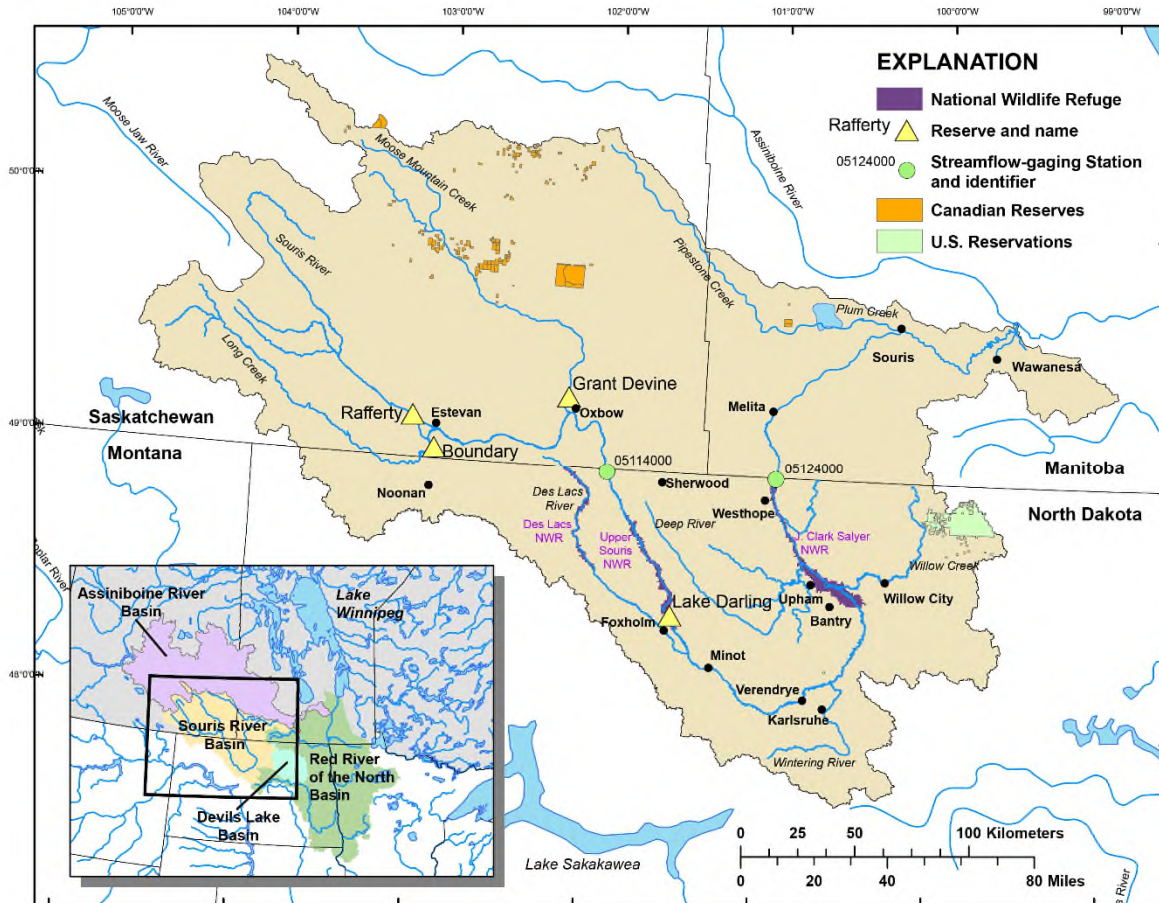 105°0'0"W
104°0'0"W
103°0'0"W
102°0'0"W
101°0'0"W
100°0'0"W
99°0'0"W
50°0'0"N
49°0'0"N
48°0'0"N
EXPLANATION
National Wildlife Refuge
Rafferty
Reserve and name
05124000
Streamflow-gaging Station
and identifier
Canadian Reserves
U.S. Reservations
Moose Jaw River
Moose Mountain Creek
Assiniboine River
Souris River
Pipestone Creek
Plum Creek
Long Creek
Souris
Wawanesa
Grant Devine
Oxbow
Rafferty
Estevan
Melita
Saskatchewan
Montana
Boundary
Manitoba
North Dakota
05114000
05124000
Noonan
Sherwood
Westhope
Des Lacs
River
Des Lacs
NWR
Upper
Souris
NWR
Deep River
J. Clark Salyer
NWR
Willow Creek
Willow City
Upham
Bantry
Lake Darling
Foxholm
Minot
Verendrye
Karlsruhe
Wintering River
Lake Sakakawea
Assiniboine River
Basin
Lake
Winnipeg
Souris River
Basin
Red River
of the North
Basin
Devils Lake
Basin
0 25 50 100 Kilometers
0 20 40 80 Miles